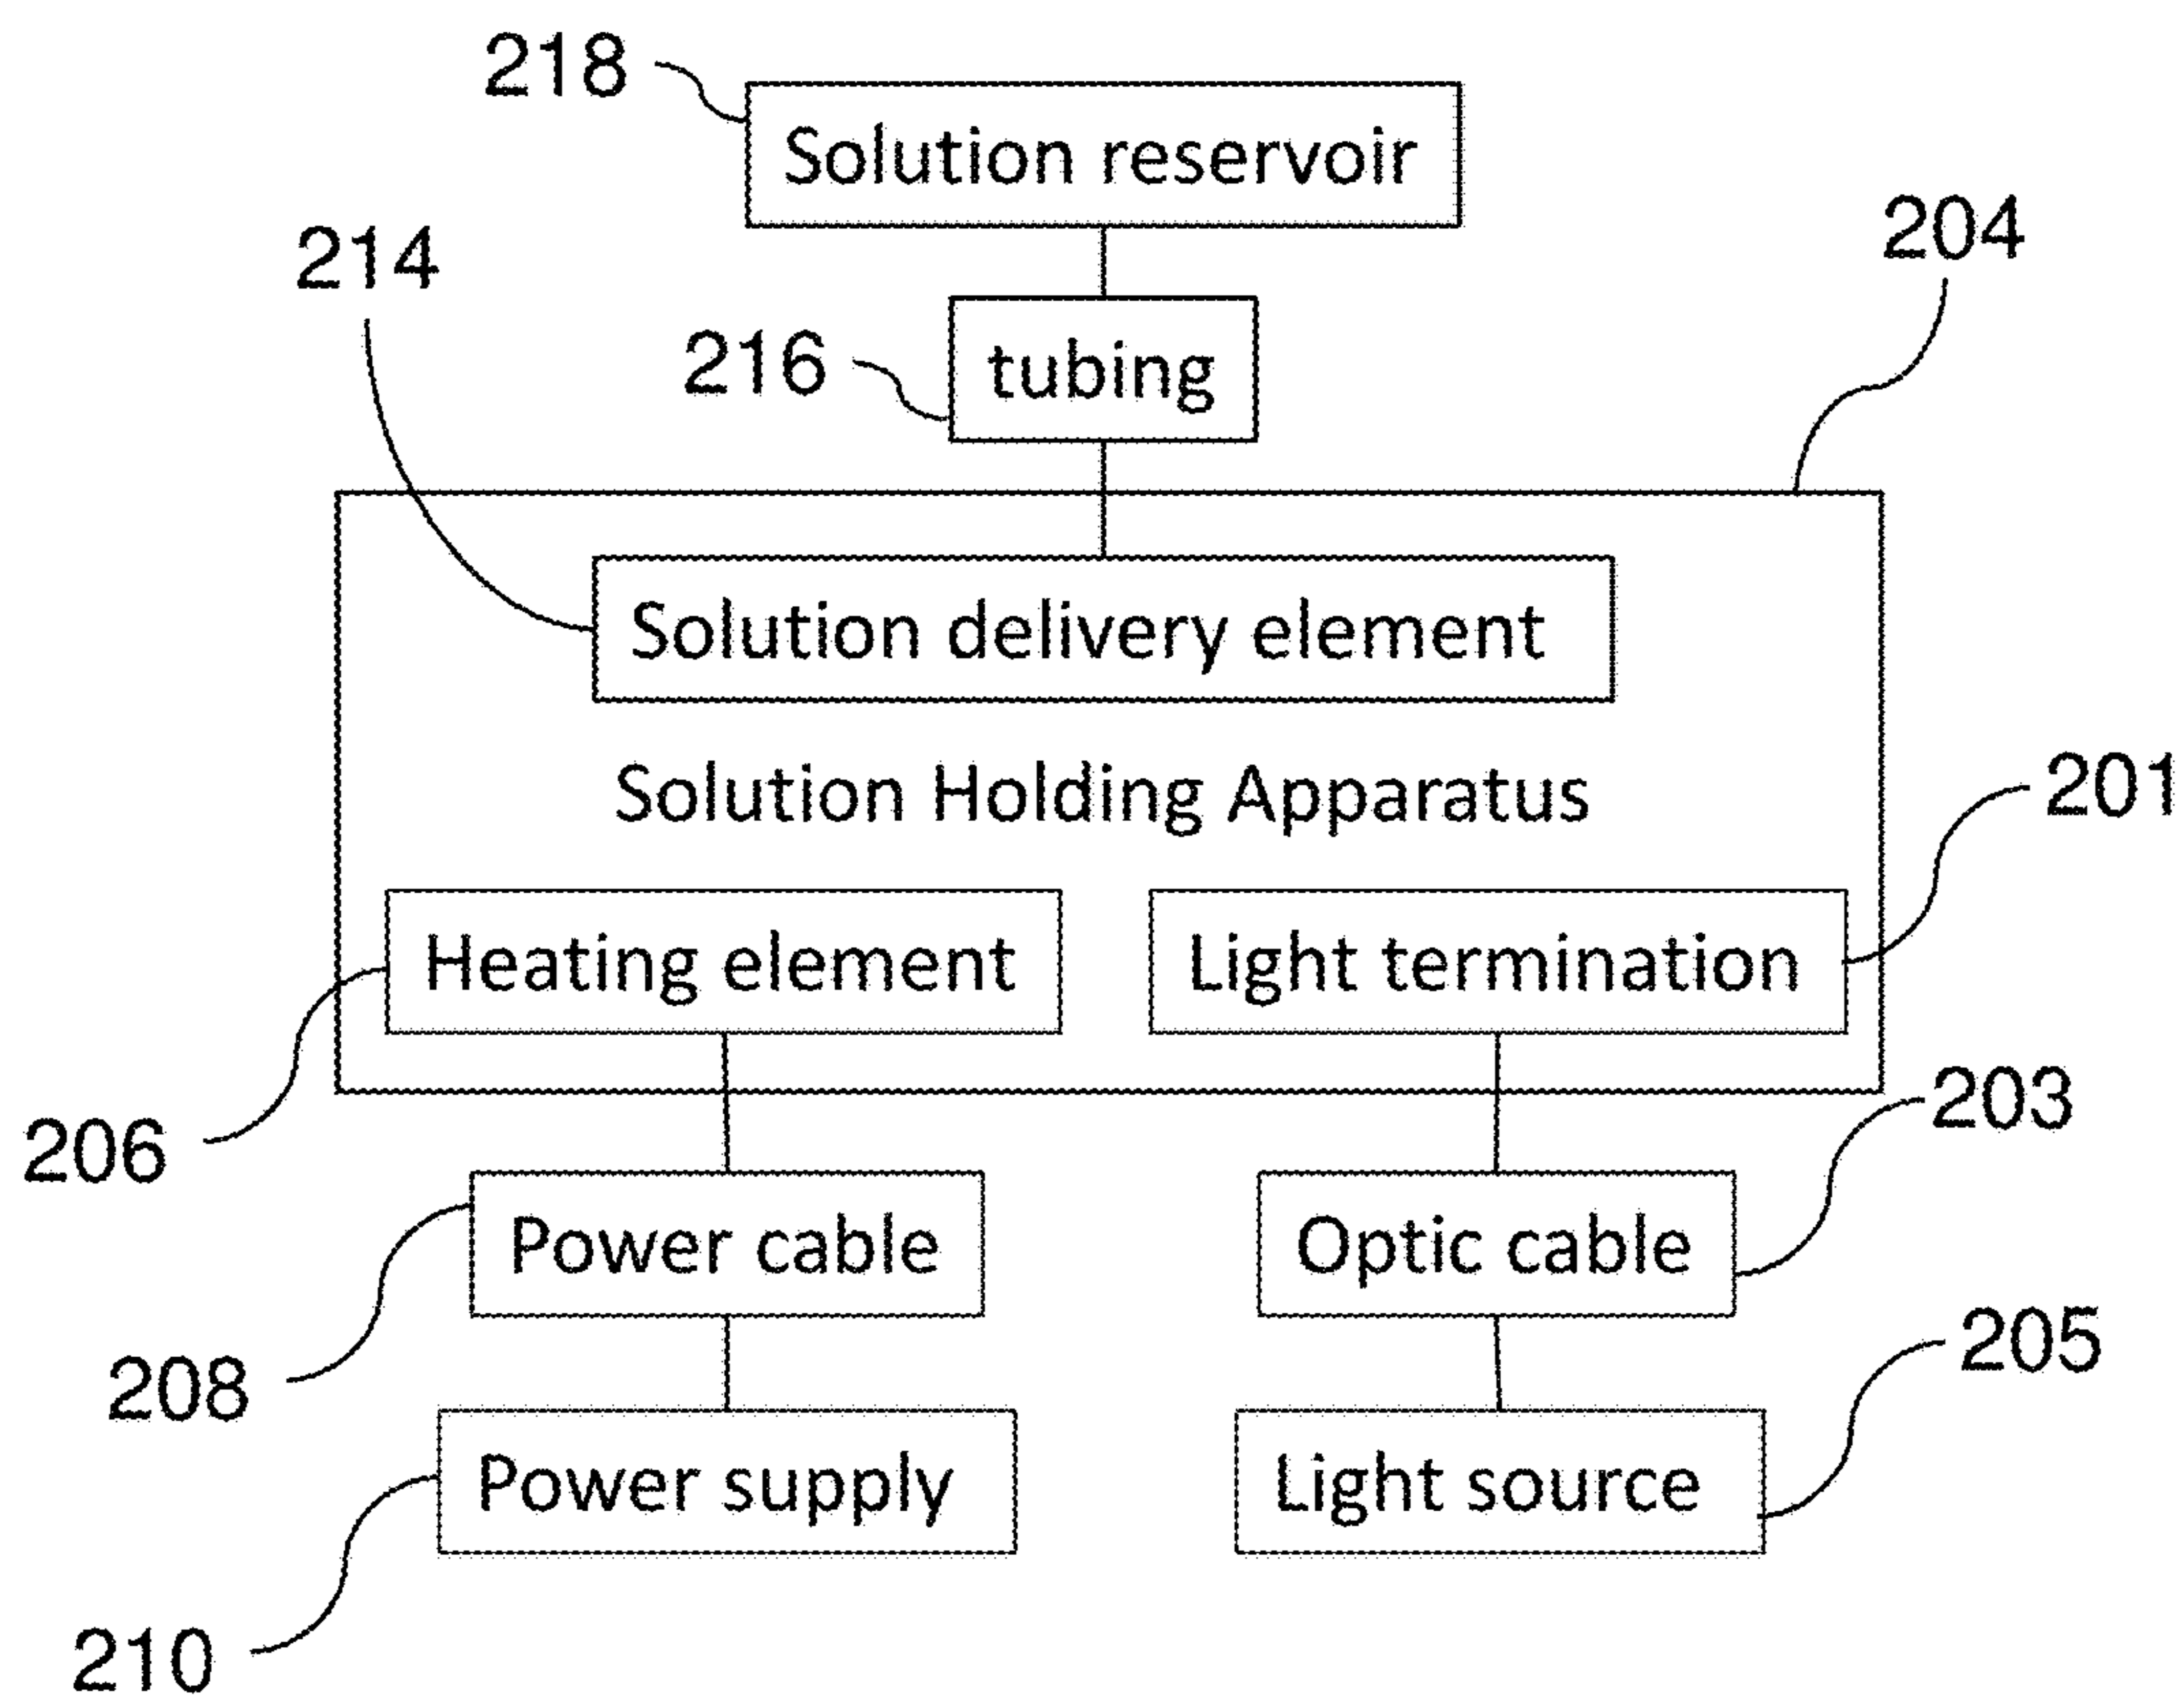 218
Solution reservoir
204
214
216
tubing
Solution delivery element
Solution Holding Apparatus
201
Heating element
Light termination
203
206
Power cable
Optic cable
205
208
Power supply
Light source
210